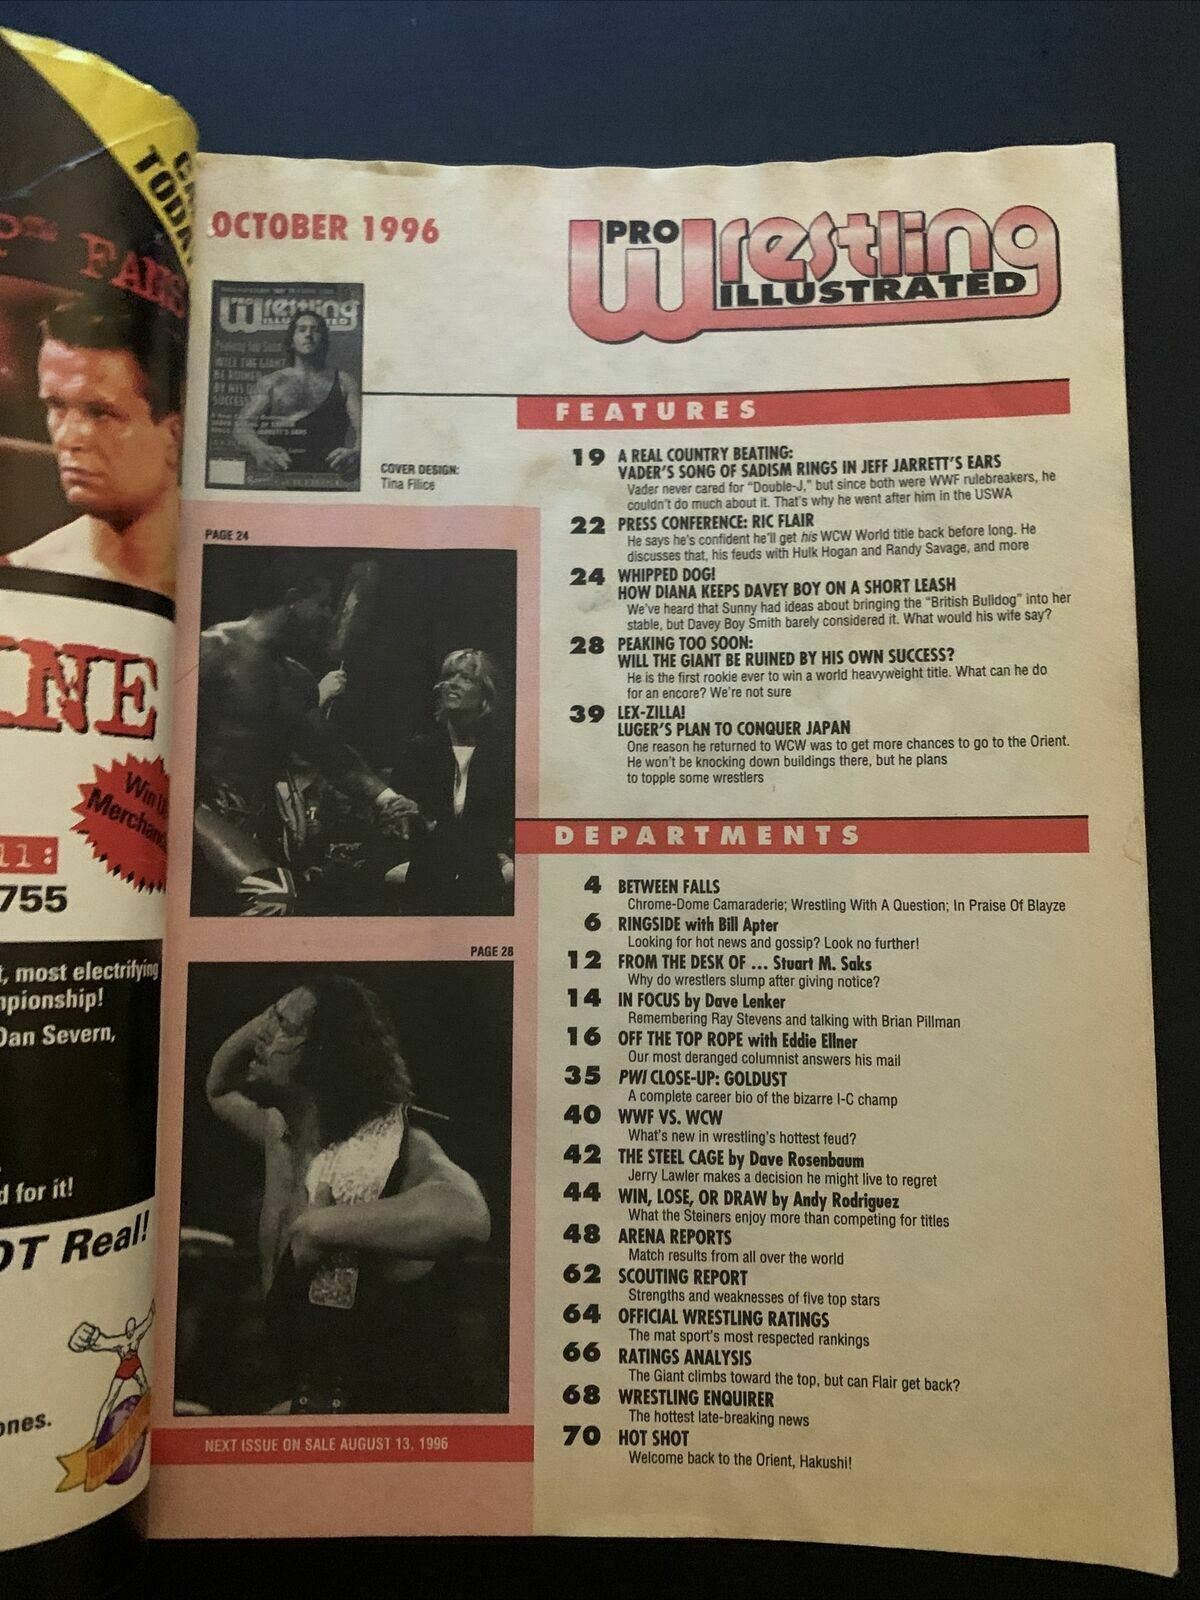 TODAY
FANS
INE
Win
Merchan
11:
755
t, most electrifying
mpionship!
Dan Severn,
d for it!
OT Real!
ones.
OCTOBER 1996
PRO
Wrestling
ILLUSTRATED
Wrestling
WILL THE GIANT
BE RUINED
BY HIS
SUCCESS
COVER DESIGN:
Tina Filice
FEATURES
19 A REAL COUNTRY BEATING:
VADER'S SONG OF SADISM RINGS IN JEFF JARRETT'S EARS
Vader never cared for "Double-J," but since both were WWF rulebreakers, he
couldn't do much about it. That's why he went after him in the USWA
22 PRESS CONFERENCE: RIC FLAIR
He says he's confident he'll get his WCW World title back before long. He
discusses that, his feuds with Hulk Hogan and Randy Savage, and more
24 WHIPPED DOG!
HOW DIANA KEEPS DAVEY BOY ON A SHORT LEASH
We've heard that Sunny had ideas about bringing the "British Bulldog" into her
stable, but Davey Boy Smith barely considered it. What would his wife say?
28 PEAKING TOO SOON:
WILL THE GIANT BE RUINED BY HIS OWN SUCCESS?
He is the first rookie ever to win a world heavyweight title. What can he do
for an encore? We're not sure
39 LEX-ZILLA!
LUGER'S PLAN TO CONQUER JAPAN
One reason he returned to WCW was to get more chances to go to the Orient.
He won't be knocking down buildings there, but he plans
to topple some wrestlers
DEPARTMENTS
4 BETWEEN FALLS
Chrome-Dome Camaraderie; Wrestling With A Question; In Praise Of Blayze
6 RINGSIDE with Bill Apter
Looking for hot news and gossip? Look no further!
12 FROM THE DESK OF ... Stuart M. Saks
Why do wrestlers slump after giving notice?
14 IN FOCUS by Dave Lenker
Remembering Ray Stevens and talking with Brian Pillman
16 OFF THE TOP ROPE with Eddie Ellner
Our most deranged columnist answers his mail
35 PWI CLOSE-UP: GOLDUST
A complete career bio of the bizarre I-C champ
40 WWF VS. WCW
What's new in wrestling's hottest feud?
42 THE STEEL CAGE by Dave Rosenbaum
Jerry Lawler makes a decision he might live to regret
44 WIN, LOSE, OR DRAW by Andy Rodriguez
What the Steiners enjoy more than competing for titles
48 ARENA REPORTS
Match results from all over the world
62 SCOUTING REPORT
Strengths and weaknesses of five top stars
64 OFFICIAL WRESTLING RATINGS
The mat sport's most respected rankings
66 RATINGS ANALYSIS
The Giant climbs toward the top, but can Flair get back?
68 WRESTLING ENQUIRER
The hottest late-breaking news
70 HOT SHOT
Welcome back to the Orient, Hakushi!
PAGE 24
PAGE 28
NEXT ISSUE ON SALE AUGUST 13, 1996